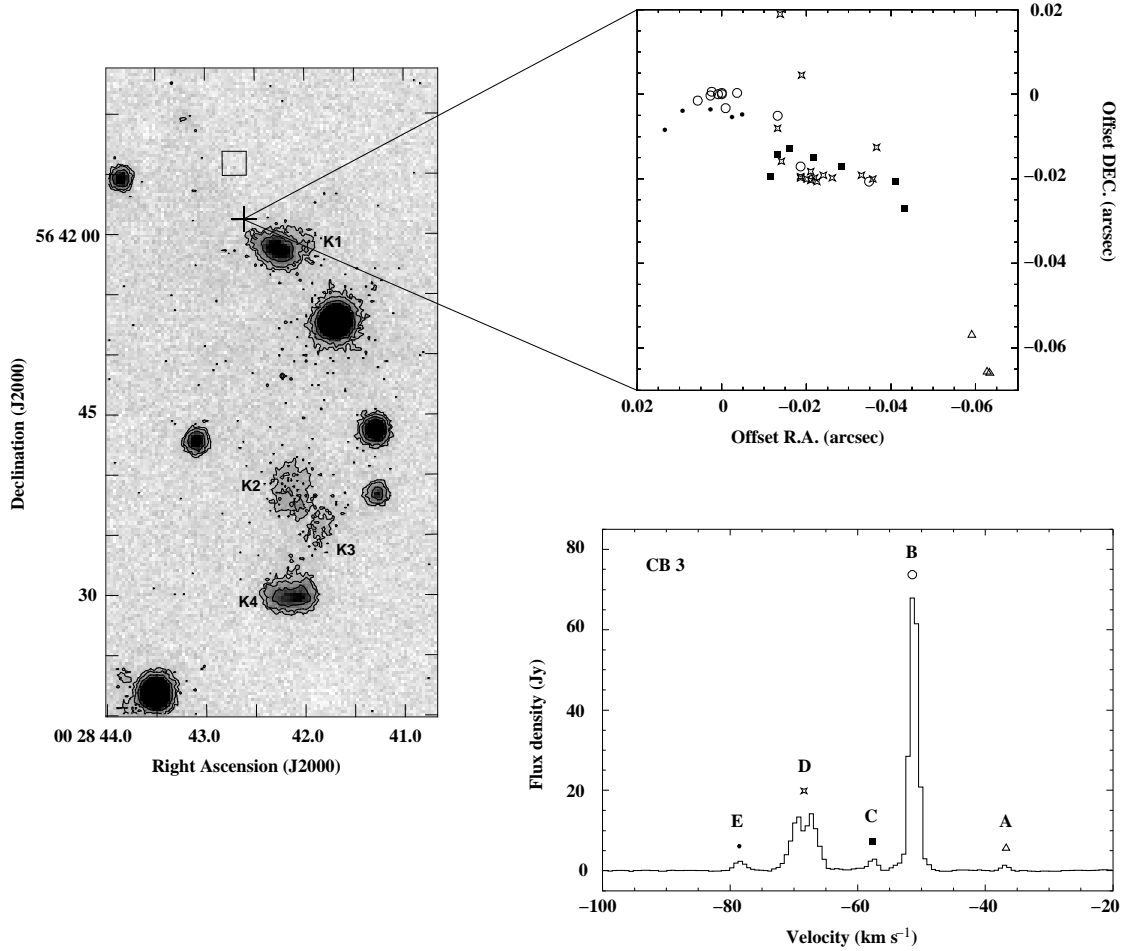 K1
K2
K3
K4
56 42 00
45
30
Declination (J2000)
00 28 44.0 43.0 42.0 41.0
Right Ascension (J2000)
0.02
0
−0.02
−0.04
−0.06
Offset DEC. (arcsec)
0.02 0 −0.02 −0.04 −0.06
Offset R.A. (arcsec)
CB 3
80
60
40
20
0
Flux density (Jy)
E
D
C
B
A
−100 −80 −60 −40 −20
Velocity (km s⁻¹)